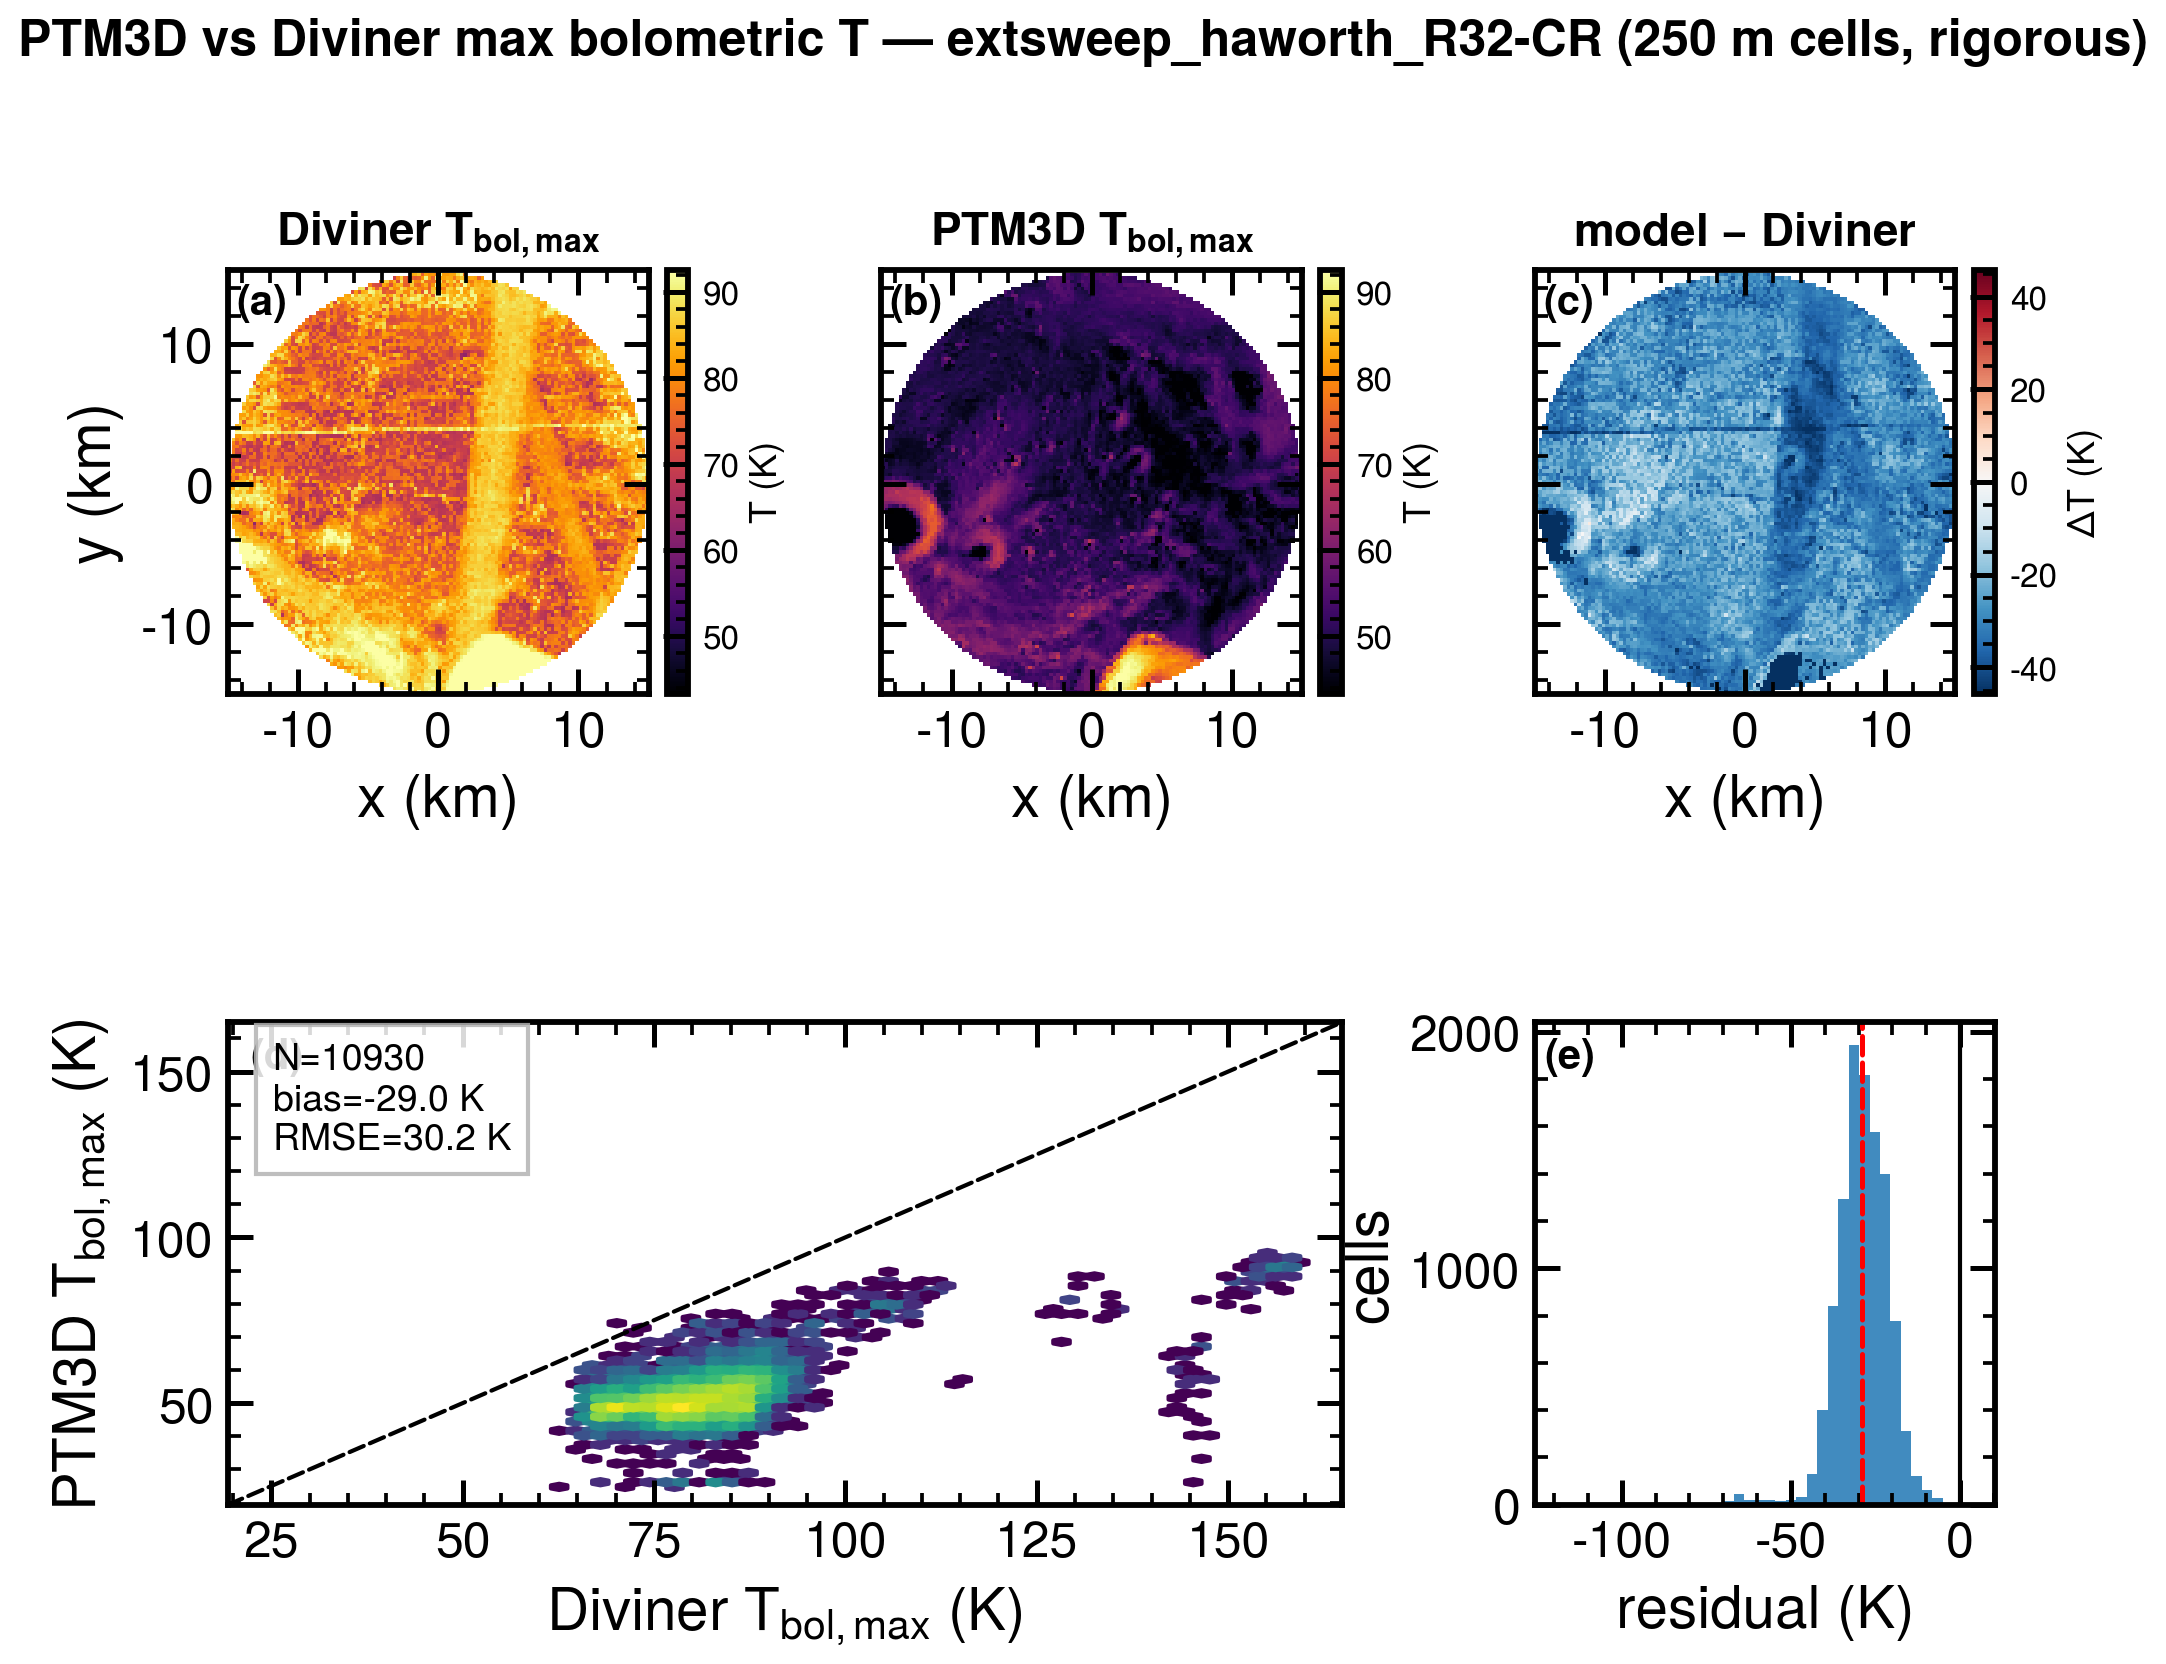 PTM3D vs Diviner max bolometric T — extsweep_haworth_R32-CR (250 m cells, rigorous)
Diviner T_bol, max
PTM3D T_bol, max
model − Diviner
(a)
(b)
(c)
10
0
-10
y (km)
-10 0 10
x (km)
90
80
70
60
50
T (K)
-10 0 10
x (km)
90
80
70
60
50
T (K)
-10 0 10
x (km)
40
20
0
-20
-40
ΔT (K)
(d)
N=10930
bias=-29.0 K
RMSE=30.2 K
150
100
50
PTM3D T_bol, max (K)
25 50 75 100 125 150
Diviner T_bol, max (K)
(e)
2000
1000
0
cells
-100 -50 0
residual (K)